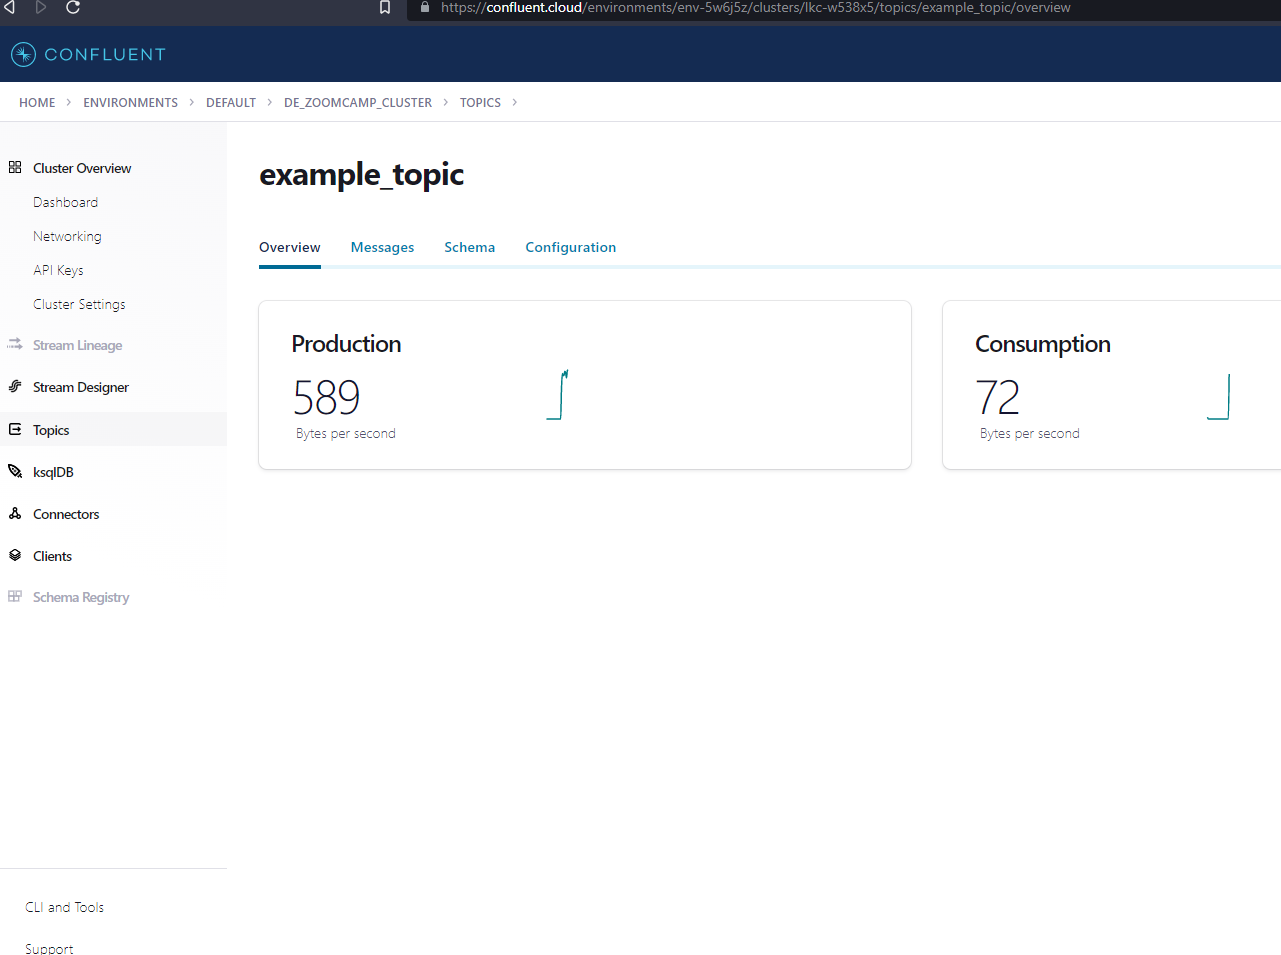 https://confluent.cloud/environments/env-5w6j5z/clusters/lkc-w538x5/topics/example_topic/overview
CONFLUENT
HOME > ENVIRONMENTS > DEFAULT > DE_ZOOMCAMP_CLUSTER > TOPICS >
Cluster Overview
Dashboard
Networking
API Keys
Cluster Settings
Stream Lineage
Stream Designer
Topics
ksqlDB
Connectors
Clients
Schema Registry
CLI and Tools
Support
example_topic
Overview Messages Schema Configuration
Production
589
Bytes per second
Consumption
72
Bytes per second